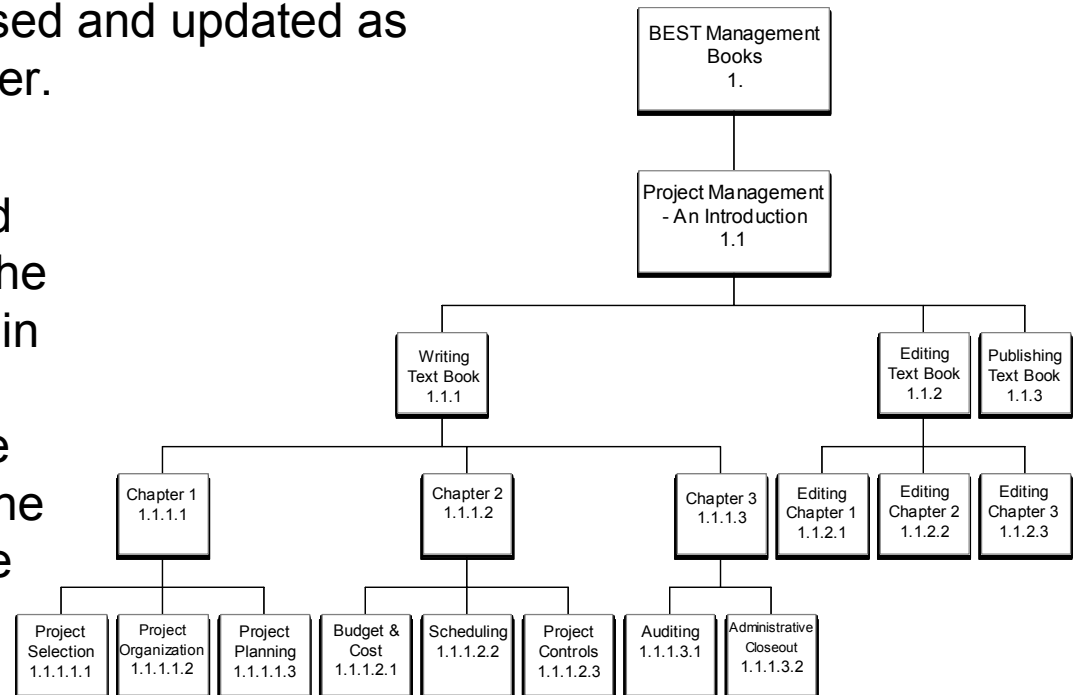 sed and updated as
er.
d
he
in
e
ne
e
BEST Management
Books
1.
Project Management
- An Introduction
1.1
Writing
Text Book
1.1.1
Editing
Text Book
1.1.2
Publishing
Text Book
1.1.3
Chapter 1
1.1.1.1
Chapter 2
1.1.1.2
Chapter 3
1.1.1.3
Editing
Chapter 1
1.1.2.1
Editing
Chapter 2
1.1.2.2
Editing
Chapter 3
1.1.2.3
Project
Selection
1.1.1.1.1
Project
Organization
1.1.1.1.2
Project
Planning
1.1.1.1.3
Budget &
Cost
1.1.1.2.1
Scheduling
1.1.1.2.2
Project
Controls
1.1.1.2.3
Auditing
1.1.1.3.1
Administrative
Closeout
1.1.1.3.2